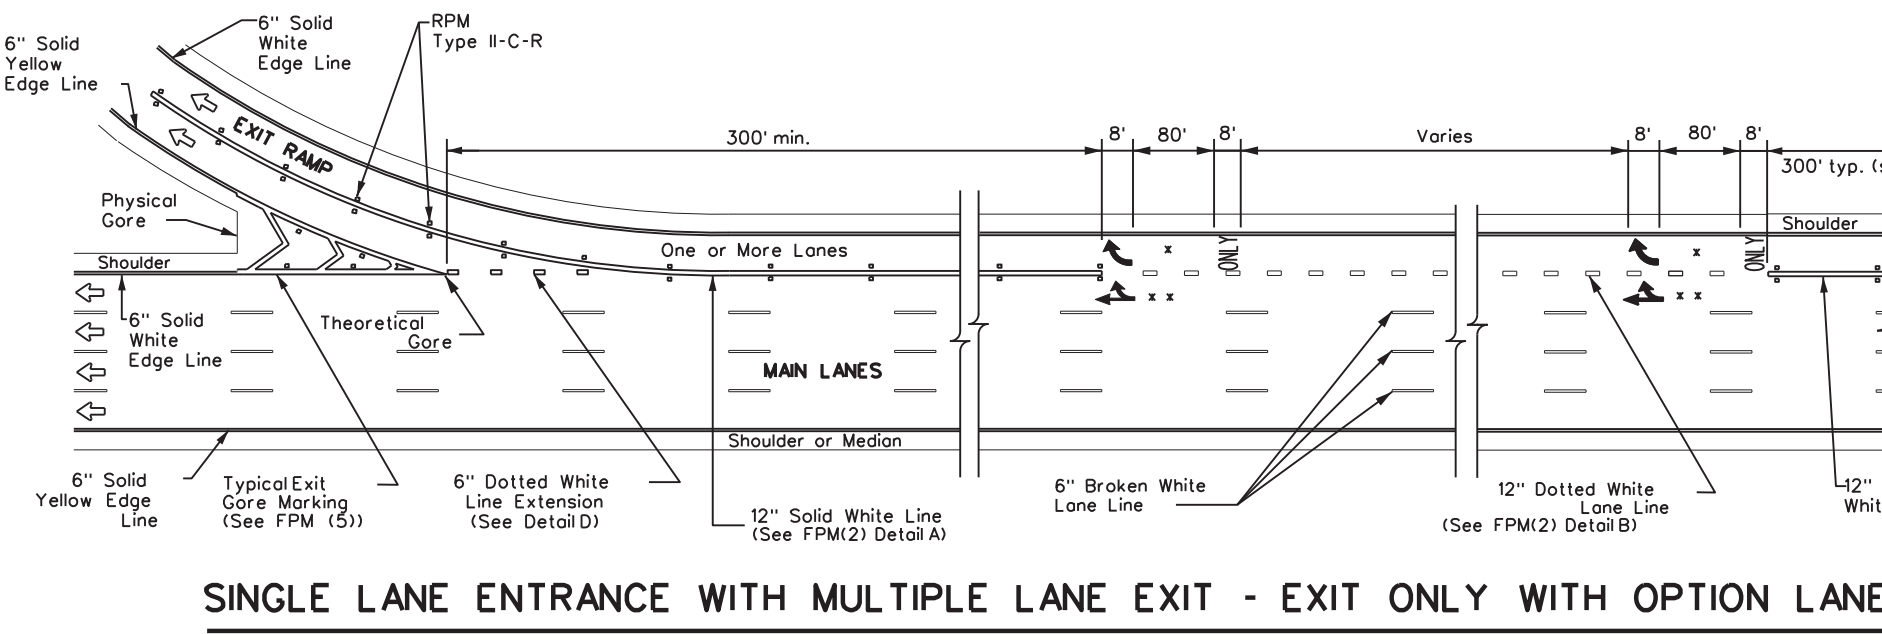 6" Solid
White
Edge Line
RPM
Type II-C-R
6" Solid
Yellow
Edge Line
EXIT RAMP
300' min.
8'
80'
8'
Varies
8'
80'
8'
300' typ. (s
Physical
Gore
Shoulder
One or More Lanes
ONLY
ONLY
Shoulder
6" Solid
White
Edge Line
Theoretical
Gore
MAIN LANES
Shoulder or Median
6" Solid
Yellow Edge
Line
Typical Exit
Gore Marking
(See FPM (5))
6" Dotted White
Line Extension
(See Detail D)
12" Solid White Line
(See FPM(2) Detail A)
6" Broken White
Lane Line
12" Dotted White
Lane Line
(See FPM(2) Detail B)
12"
Whit
SINGLE LANE ENTRANCE WITH MULTIPLE LANE EXIT - EXIT ONLY WITH OPTION LANE